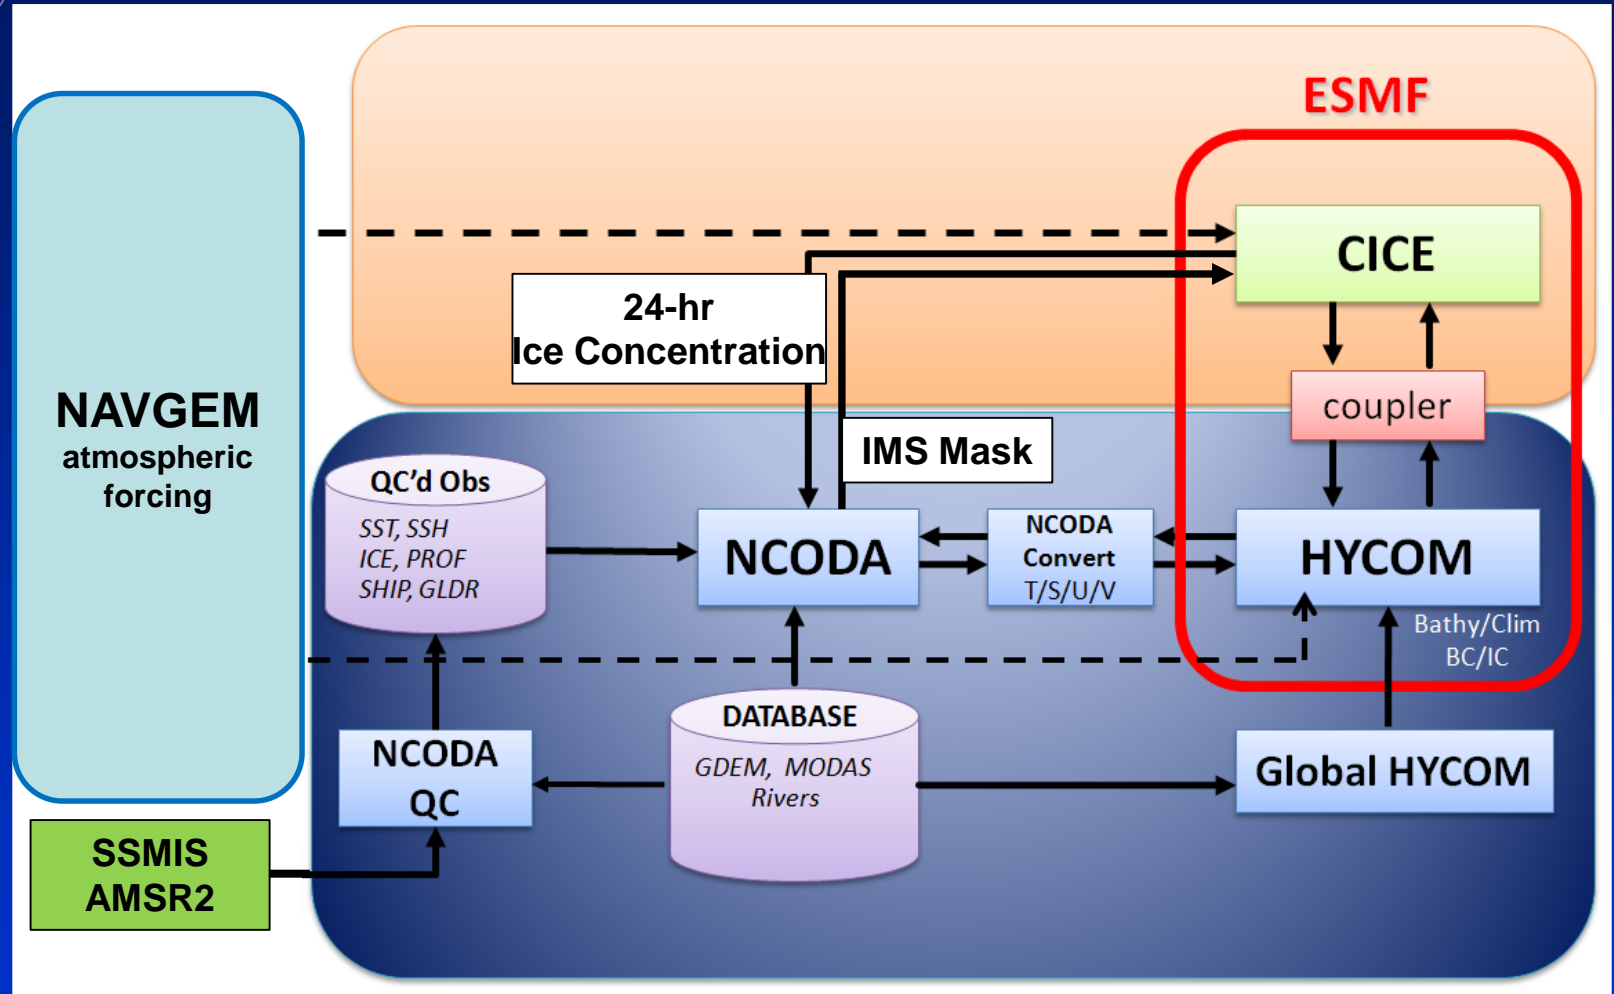 ESMF
CICE
24-hr
Ice Concentration
coupler
NAVGEM
atmospheric
forcing
IMS Mask
QC'd Obs
SST, SSH
ICE, PROF
SHIP, GLDR
NCODA
NCODA
Convert
T/S/U/V
HYCOM
Bathy/Clim
BC/IC
DATABASE
GDEM, MODAS
Rivers
NCODA
QC
Global HYCOM
SSMIS
AMSR2